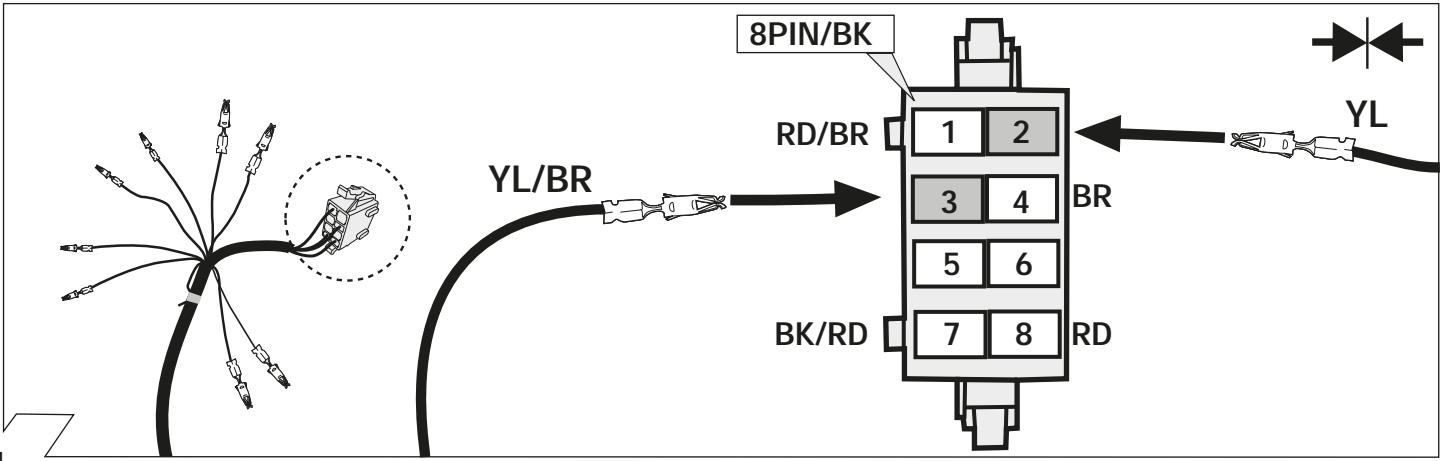 8PIN/BK
YL
RD/BR 1 2
YL/BR
3 4 BR
5 6
BK/RD 7 8 RD